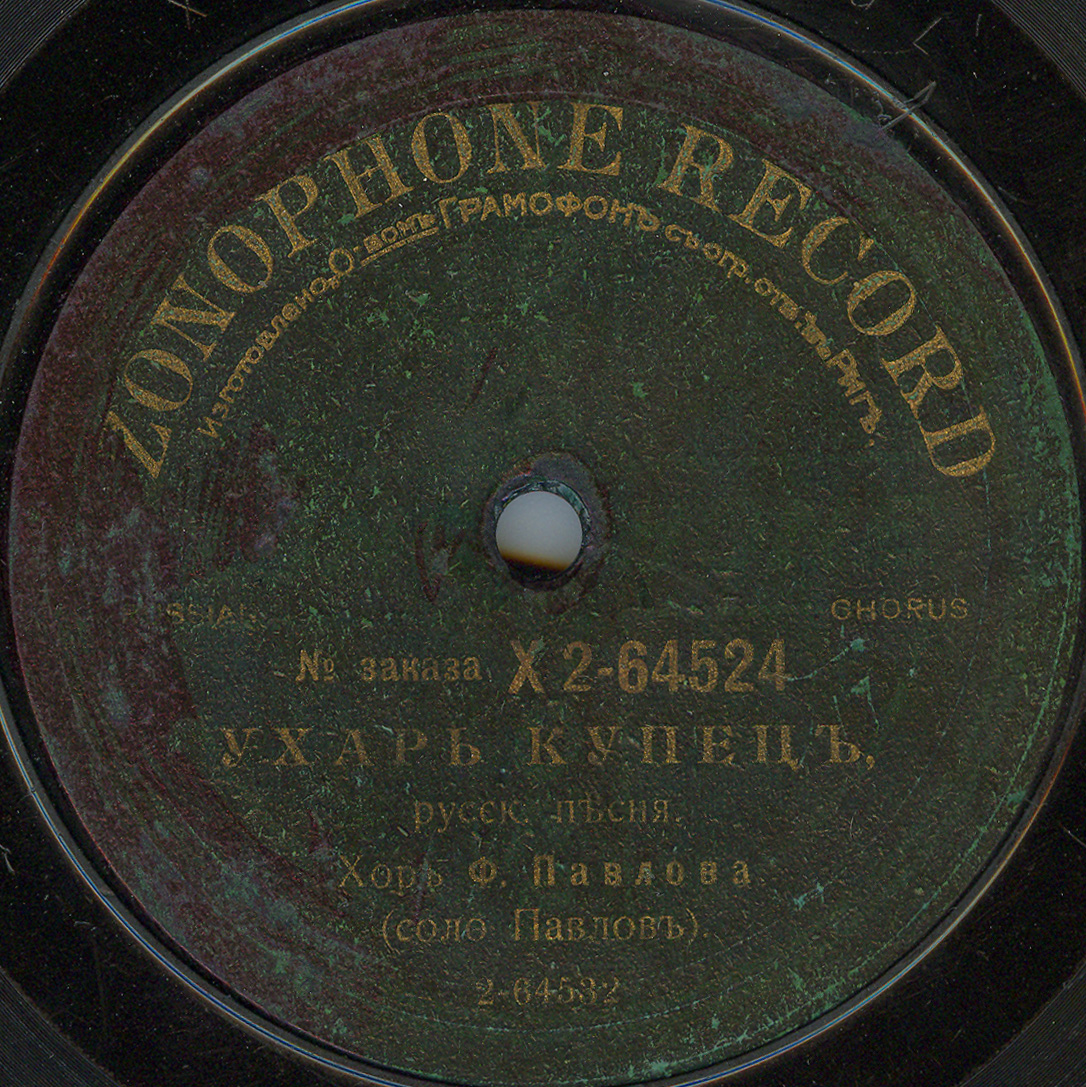 ZONOPHONE RECORD
Изготовлено О-вомъ ГРАМОФОНЪ съ огр. отв. въ РИГѢ.
RUSSIAN CHORUS
№ заказа X 2-64524
УХАРЬ КУПЕЦЪ,
русск. пѣсня.
Хоръ Ф. Павлова
(соло Павловъ).
2-64532